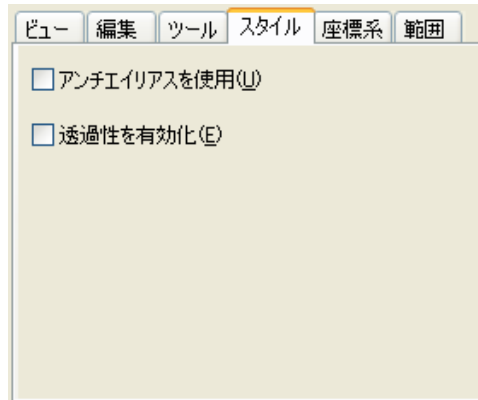 ビュー 編集 ツール スタイル 座標系 範囲
アンチエイリアスを使用(U)
透過性を有効化(E)